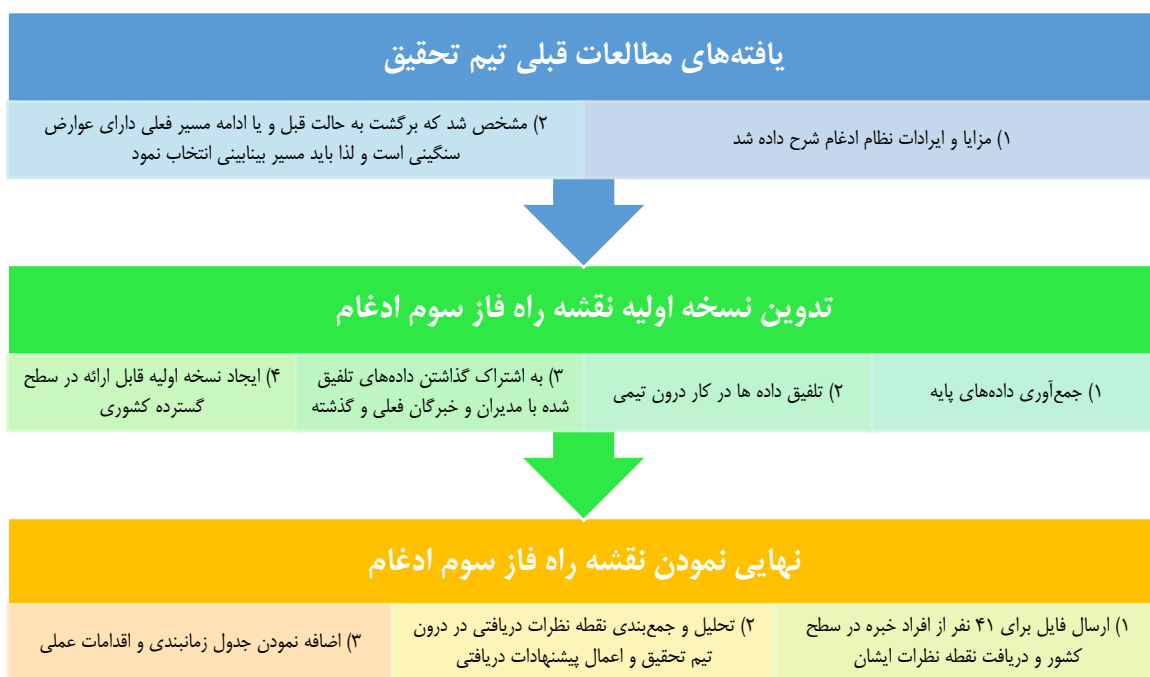 یافته‌های مطالعات قبلی تیم تحقیق
۱) مزایا و ایرادات نظام ادغام شرح داده شد
۲) مشخص شد که برگشت به حالت قبل و یا ادامه مسیر فعلی دارای عوارض
سنگینی است و لذا باید مسیر بینابینی انتخاب نمود
تدوین نسخه اولیه نقشه راه فاز سوم ادغام
۱) جمع‌آوری داده‌های پایه
۲) تلفیق داده ها در کار درون تیمی
۳) به اشتراک گذاشتن داده‌های تلفیق
شده با مدیران و خبرگان فعلی و گذشته
۴) ایجاد نسخه اولیه قابل ارائه در سطح
گسترده کشوری
نهایی نمودن نقشه راه فاز سوم ادغام
۱) ارسال فایل برای ۴۱ نفر از افراد خبره در سطح
کشور و دریافت نقطه نظرات ایشان
۲) تحلیل و جمع‌بندی نقطه نظرات دریافتی در درون
تیم تحقیق و اعمال پیشنهادات دریافتی
۳) اضافه نمودن جدول زمانبندی و اقدامات عملی